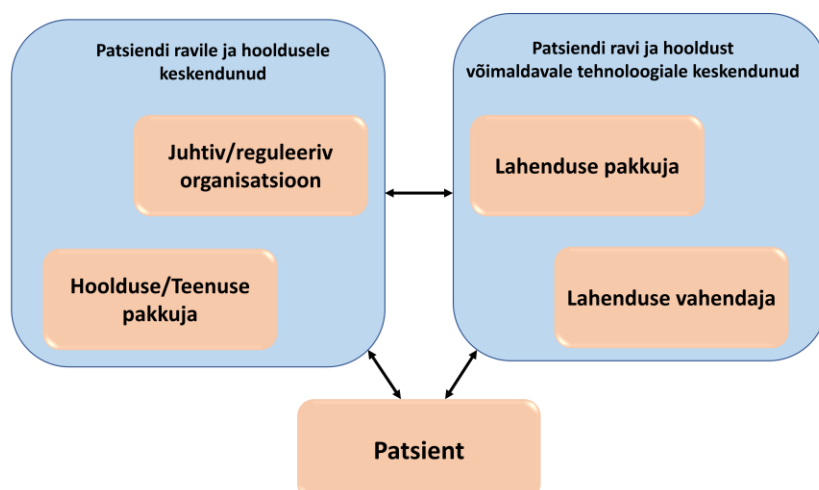 Patsiendi ravile ja hooldusele
keskendunud
Juhtiv/reguleeriv
organisatsioon
Hoolduse/Teenuse
pakkuja
Patsiendi ravi ja hooldust
võimaldavale tehnoloogiale keskendunud
Lahenduse pakkuja
Lahenduse vahendaja
Patsient